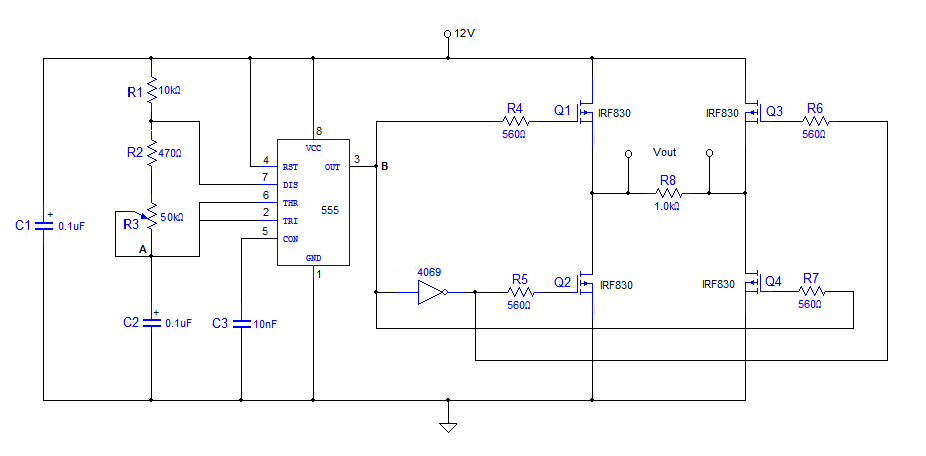 12V
R1 10kΩ
R2 470Ω
R3 50kΩ
A
C1 + 0.1uF
C2 + 0.1uF
C3 10nF
8
VCC
4 RST OUT 3 B
7 DIS
6 THR
2 TRI 555
5 CON
GND
1
4069
R4
560Ω
R5
560Ω
Q1 IRF830
Q2 IRF830
Vout
R8
1.0kΩ
IRF830 Q3
R6
560Ω
IRF830 Q4
R7
560Ω